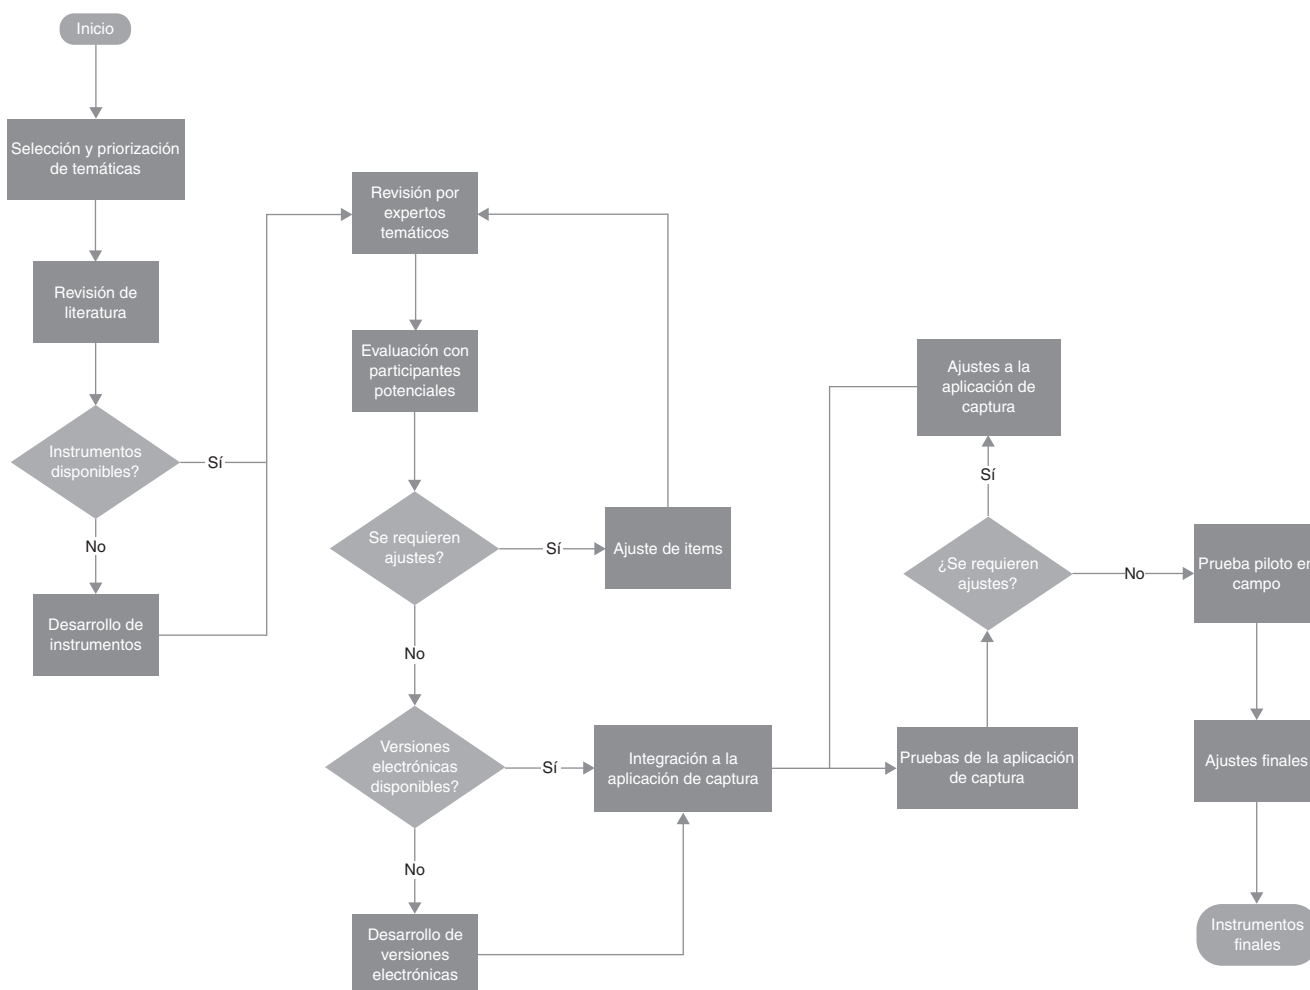 Inicio
Selección y priorización
de temáticas
Revisión de
literatura
Instrumentos
disponibles?
Sí
No
Desarrollo de
instrumentos
Revisión por
expertos
temáticos
Evaluación con
participantes
potenciales
Se requieren
ajustes?
Sí
Ajuste de items
No
Versiones
electrónicas
disponibles?
Sí
No
Desarrollo de
versiones
electrónicas
Integración a la
aplicación de captura
Pruebas de la aplicación
de captura
¿Se requieren
ajustes?
Sí
Ajustes a la
aplicación de
captura
No
Prueba piloto en
campo
Ajustes finales
Instrumentos
finales